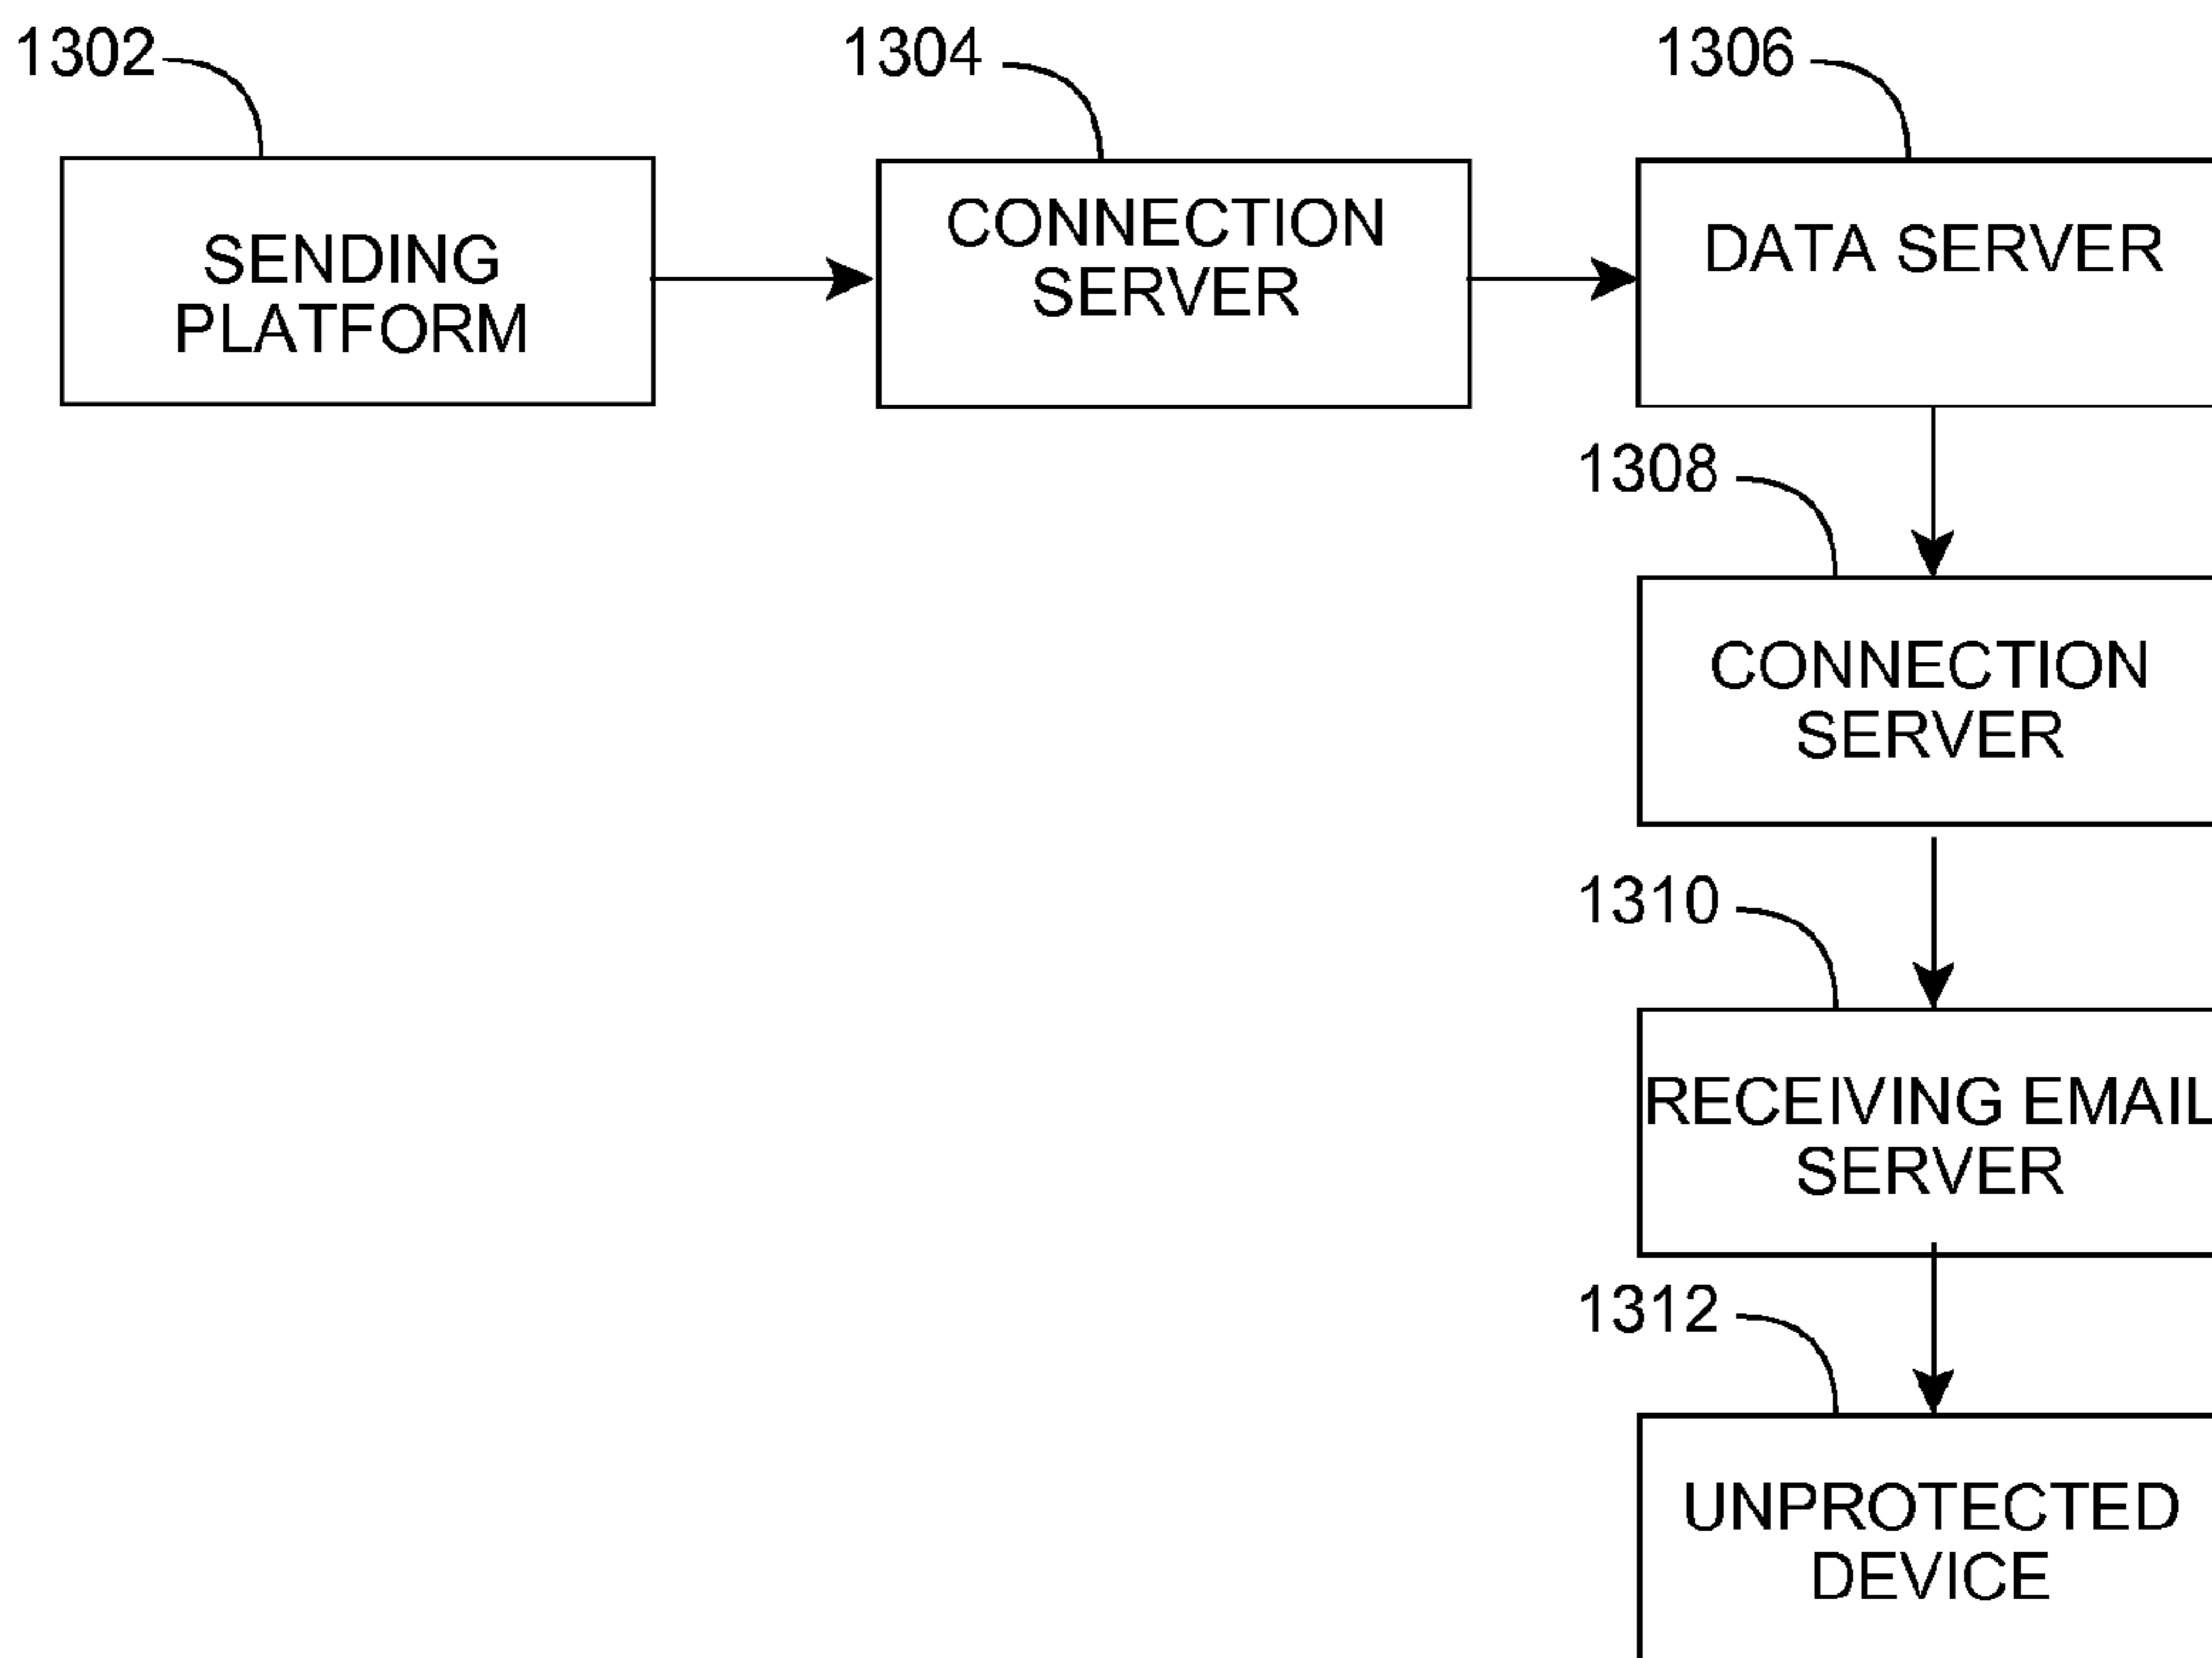 1302
1304
1306
SENDING
PLATFORM
CONNECTION
SERVER
DATA SERVER
1308
CONNECTION
SERVER
1310
RECEIVING EMAIL
SERVER
1312
UNPROTECTED
DEVICE